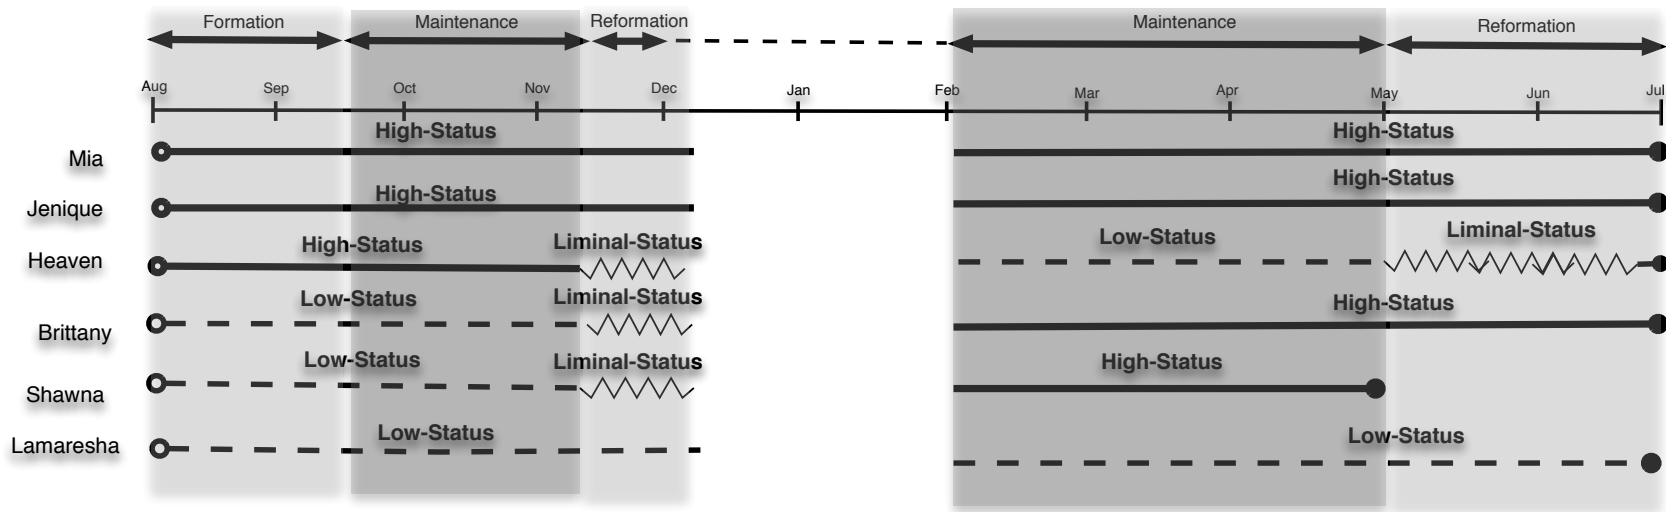 Formation Maintenance Reformation Maintenance Reformation
Aug Sep Oct Nov Dec Jan Feb Mar Apr May Jun Jul
High-Status High-Status
Mia
High-Status High-Status
Jenique
High-Status Liminal-Status Low-Status Liminal-Status
Heaven
Low-Status Liminal-Status High-Status
Brittany
Low-Status Liminal-Status High-Status
Shawna
Low-Status Low-Status
Lamaresha